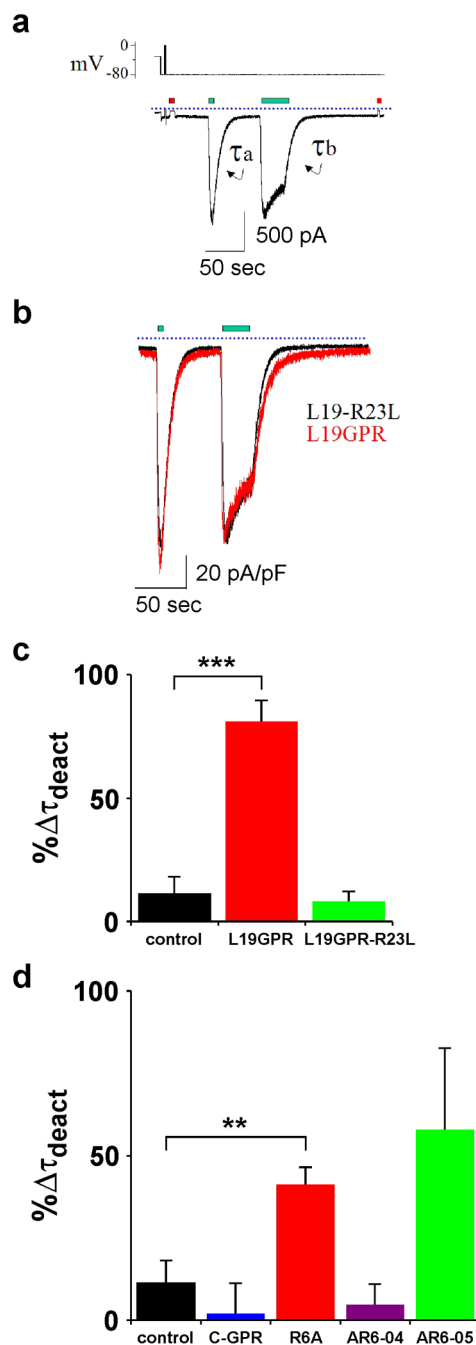 a
0
mV
-80
τa
τb
500 pA
50 sec
b
L19-R23L
L19GPR
20 pA/pF
50 sec
c
100
***
50
%Δτdeact
0
control L19GPR L19GPR-R23L
d
100
**
50
%Δτdeact
0
control C-GPR R6A AR6-04 AR6-05